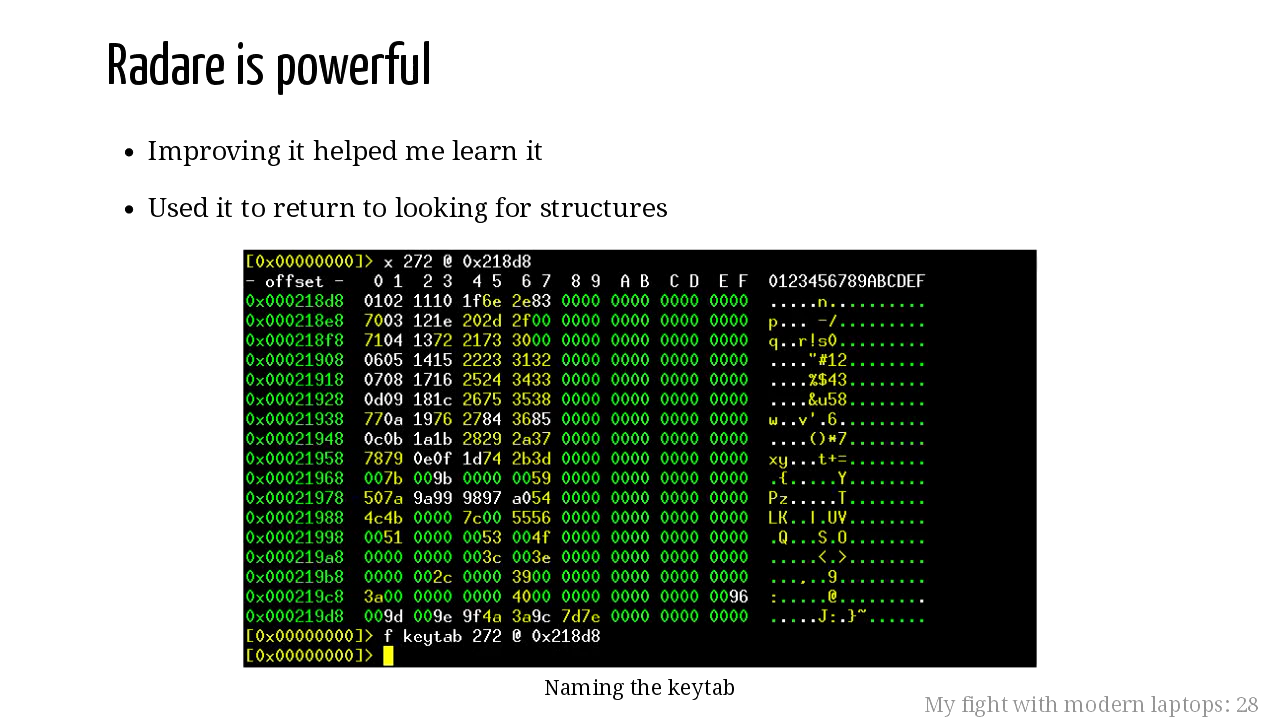 Radare is powerful
• Improving it helped me learn it
• Used it to return to looking for structures
[0x00000000]> x 272 @ 0x218d8
- offset -   0 1  2 3  4 5  6 7  8 9  A B  C D  E F  0123456789ABCDEF
0x000218d8  0102 1110 1f6e 2e83 0000 0000 0000 0000  .....n..........
0x000218e8  7003 121e 202d 2f00 0000 0000 0000 0000  p... -/.........
0x000218f8  7104 1372 2173 3000 0000 0000 0000 0000  q..r!s0.........
0x00021908  0605 1415 2223 3132 0000 0000 0000 0000  ...."#12........
0x00021918  0708 1716 2524 3433 0000 0000 0000 0000  ....%$43........
0x00021928  0d09 181c 2675 3538 0000 0000 0000 0000  ....&u58........
0x00021938  770a 1976 2784 3685 0000 0000 0000 0000  w..v'.6.........
0x00021948  0c0b 1a1b 2829 2a37 0000 0000 0000 0000  ....()*7........
0x00021958  7879 0e0f 1d74 2b3d 0000 0000 0000 0000  xy...t+=........
0x00021968  007b 009b 0000 0059 0000 0000 0000 0000  .{.....Y........
0x00021978  507a 9a99 9897 a054 0000 0000 0000 0000  Pz.....T........
0x00021988  4c4b 0000 7c00 5556 0000 0000 0000 0000  LK..|.UV........
0x00021998  0051 0000 0053 004f 0000 0000 0000 0000  .Q...S.O........
0x000219a8  0000 0000 003c 003e 0000 0000 0000 0000  .....<.>........
0x000219b8  0000 002c 0000 3900 0000 0000 0000 0000  ...,..9.........
0x000219c8  3a00 0000 0000 4000 0000 0000 0000 0096  :.....@.........
0x000219d8  009d 009e 9f4a 3a9c 7d7e 0000 0000 0000  .....J:.}~......
[0x00000000]> f keytab 272 @ 0x218d8
[0x00000000]>
Naming the keytab
My fight with modern laptops: 28